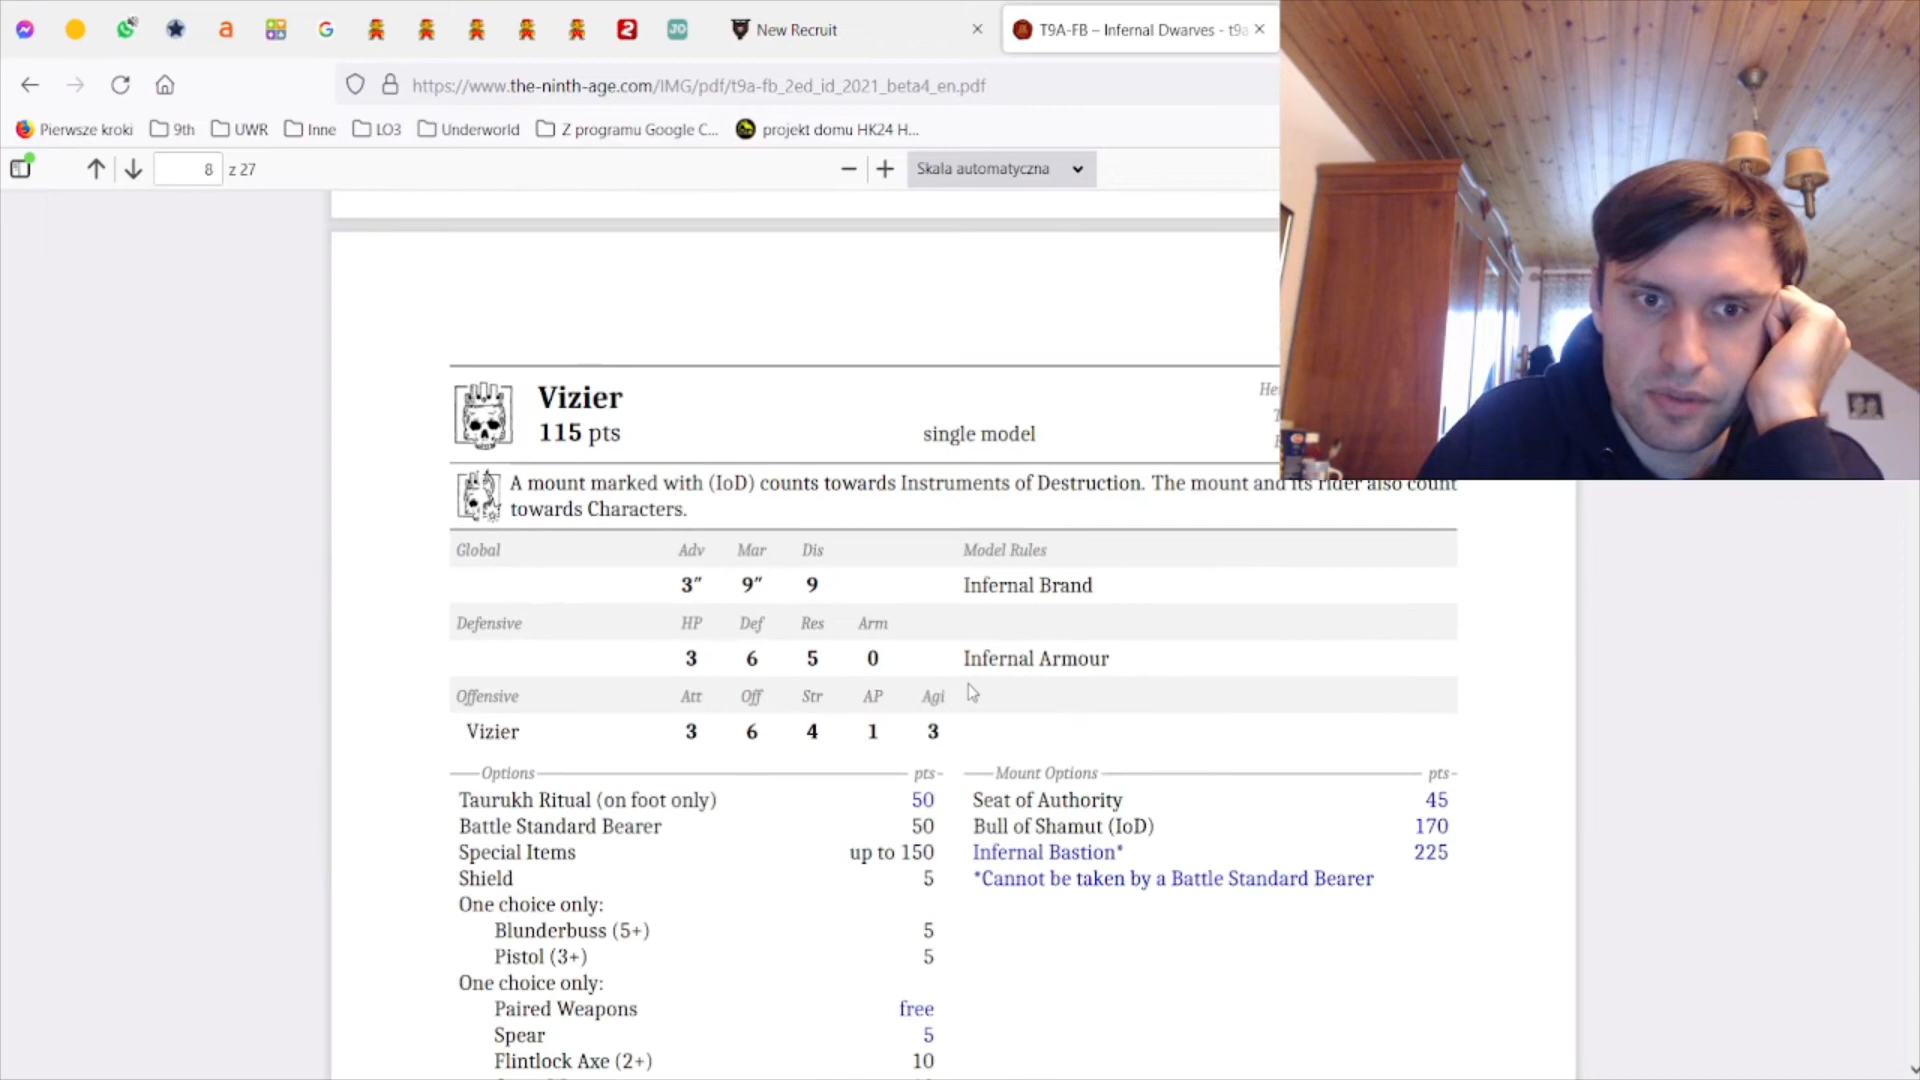 New Recruit
T9A-FB – Infernal Dwarves - t9a
https://www.the-ninth-age.com/IMG/pdf/t9a-fb_2ed_id_2021_beta4_en.pdf
Pierwsze kroki
9th
UWR
Inne
LO3
Underworld
Z programu Google C...
projekt domu HK24 H...
8 z 27
Skala automatyczna
Vizier
115 pts
single model
A mount marked with (IoD) counts towards Instruments of Destruction. The mount and its rider also count
towards Characters.
Global Adv Mar Dis Model Rules
3″ 9″ 9 Infernal Brand
Defensive HP Def Res Arm
3 6 5 0 Infernal Armour
Offensive Att Off Str AP Agi
Vizier 3 6 4 1 3
Options pts
Taurukh Ritual (on foot only) 50
Battle Standard Bearer 50
Special Items up to 150
Shield 5
One choice only:
Blunderbuss (5+) 5
Pistol (3+) 5
One choice only:
Paired Weapons free
Spear 5
Flintlock Axe (2+) 10
Mount Options pts
Seat of Authority 45
Bull of Shamut (IoD) 170
Infernal Bastion* 225
*Cannot be taken by a Battle Standard Bearer